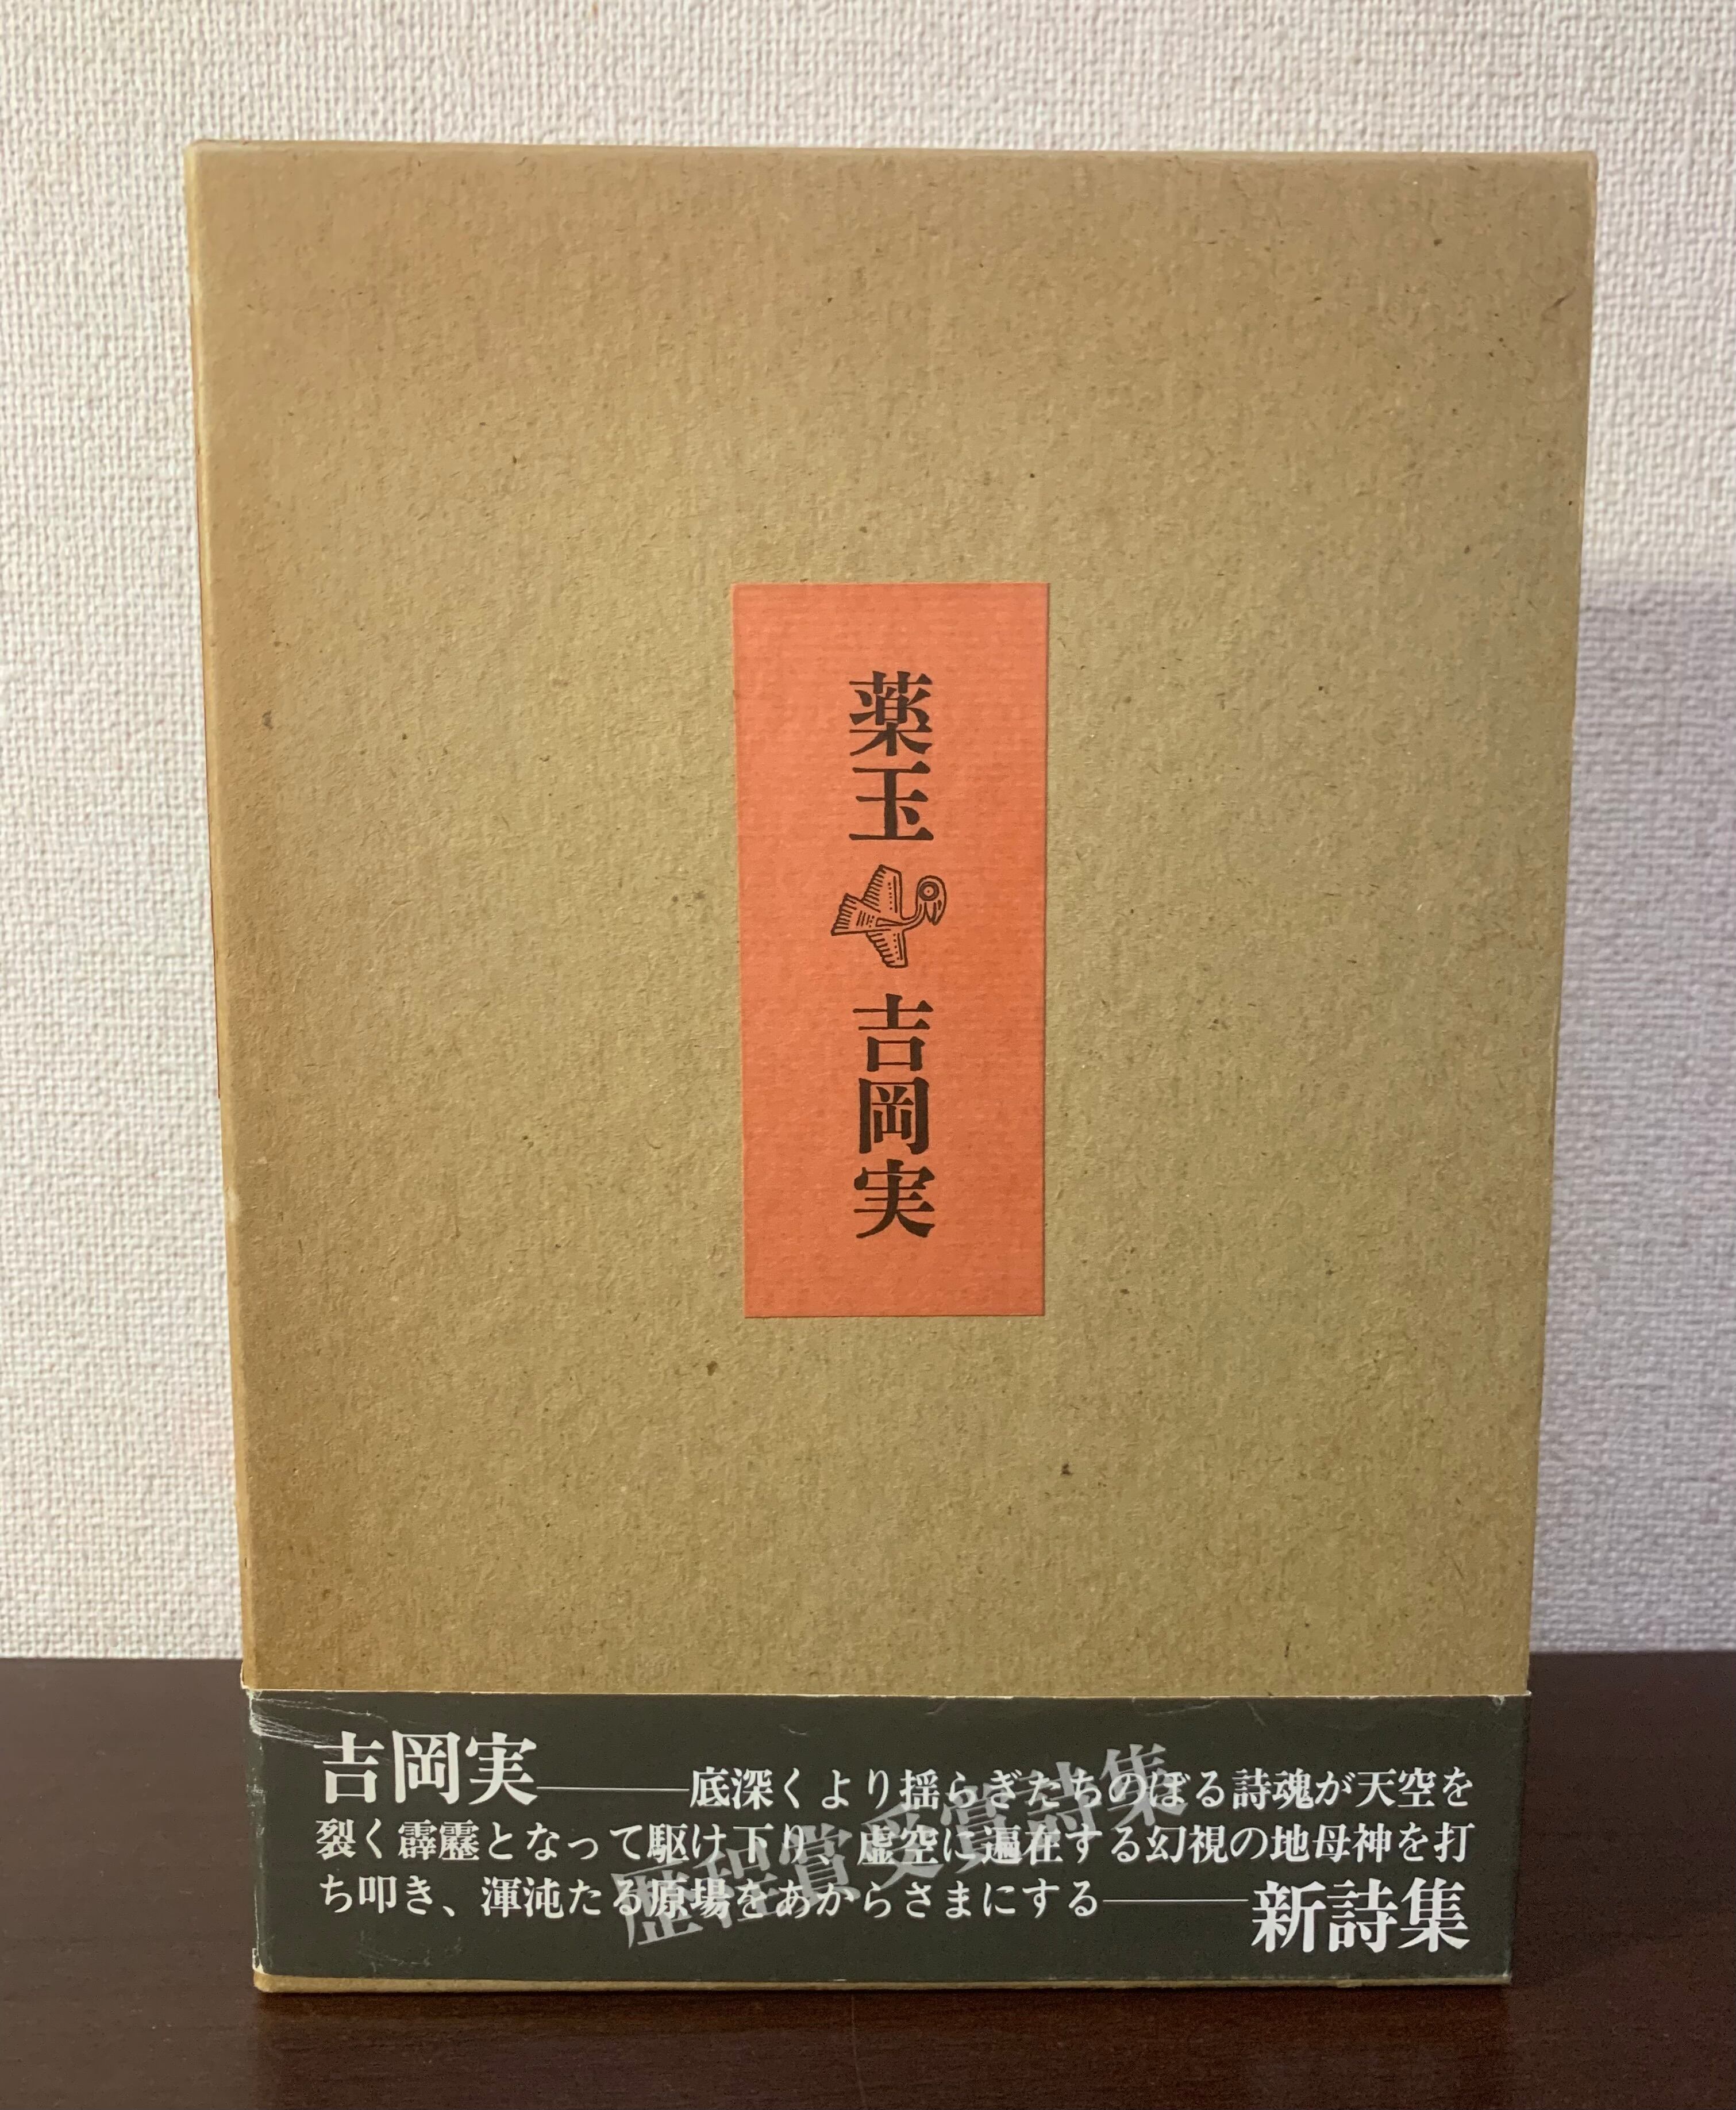 薬玉
吉岡実
吉岡実――底深くより揺らぎたちのぼる詩魂が天空を
裂く霹靂となって駆け下り、虚空に遍在する幻視の地母神を打
ち叩き、渾沌たる原場をあからさまにする――新詩集
歴程賞受賞詩集